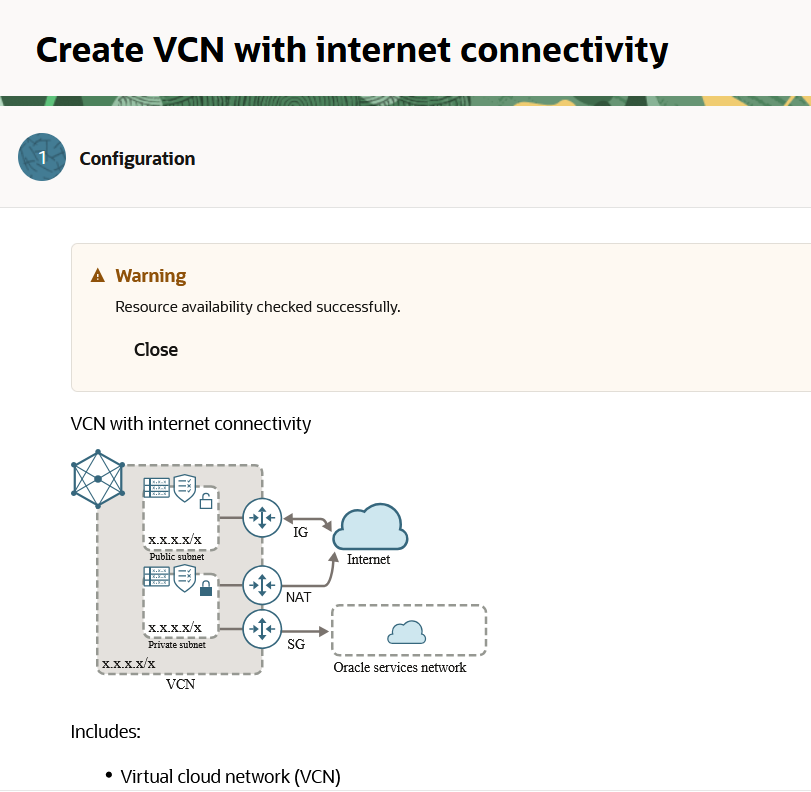 Create VCN with internet connectivity
1
Configuration
Warning
Resource availability checked successfully.
Close
VCN with internet connectivity
x.x.x.x/x
Public subnet
IG
Internet
x.x.x.x/x
Private subnet
NAT
SG
Oracle services network
x.x.x.x/x
VCN
Includes:
• Virtual cloud network (VCN)